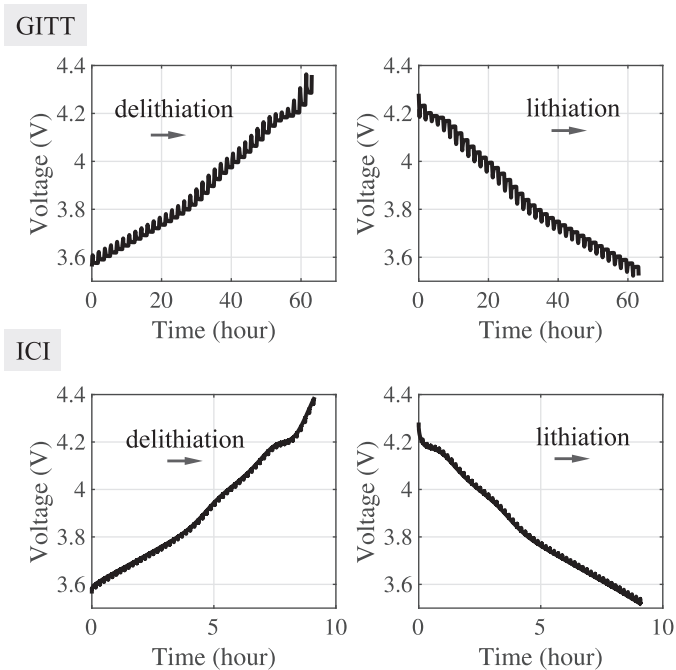 GITT
4.4
4.2
4
3.8
3.6
Voltage (V)
delithiation
0 20 40 60
Time (hour)
4.4
4.2
4
3.8
3.6
Voltage (V)
lithiation
0 20 40 60
Time (hour)
ICI
4.4
4.2
4
3.8
3.6
Voltage (V)
delithiation
0 5 10
Time (hour)
4.4
4.2
4
3.8
3.6
Voltage (V)
lithiation
0 5 10
Time (hour)